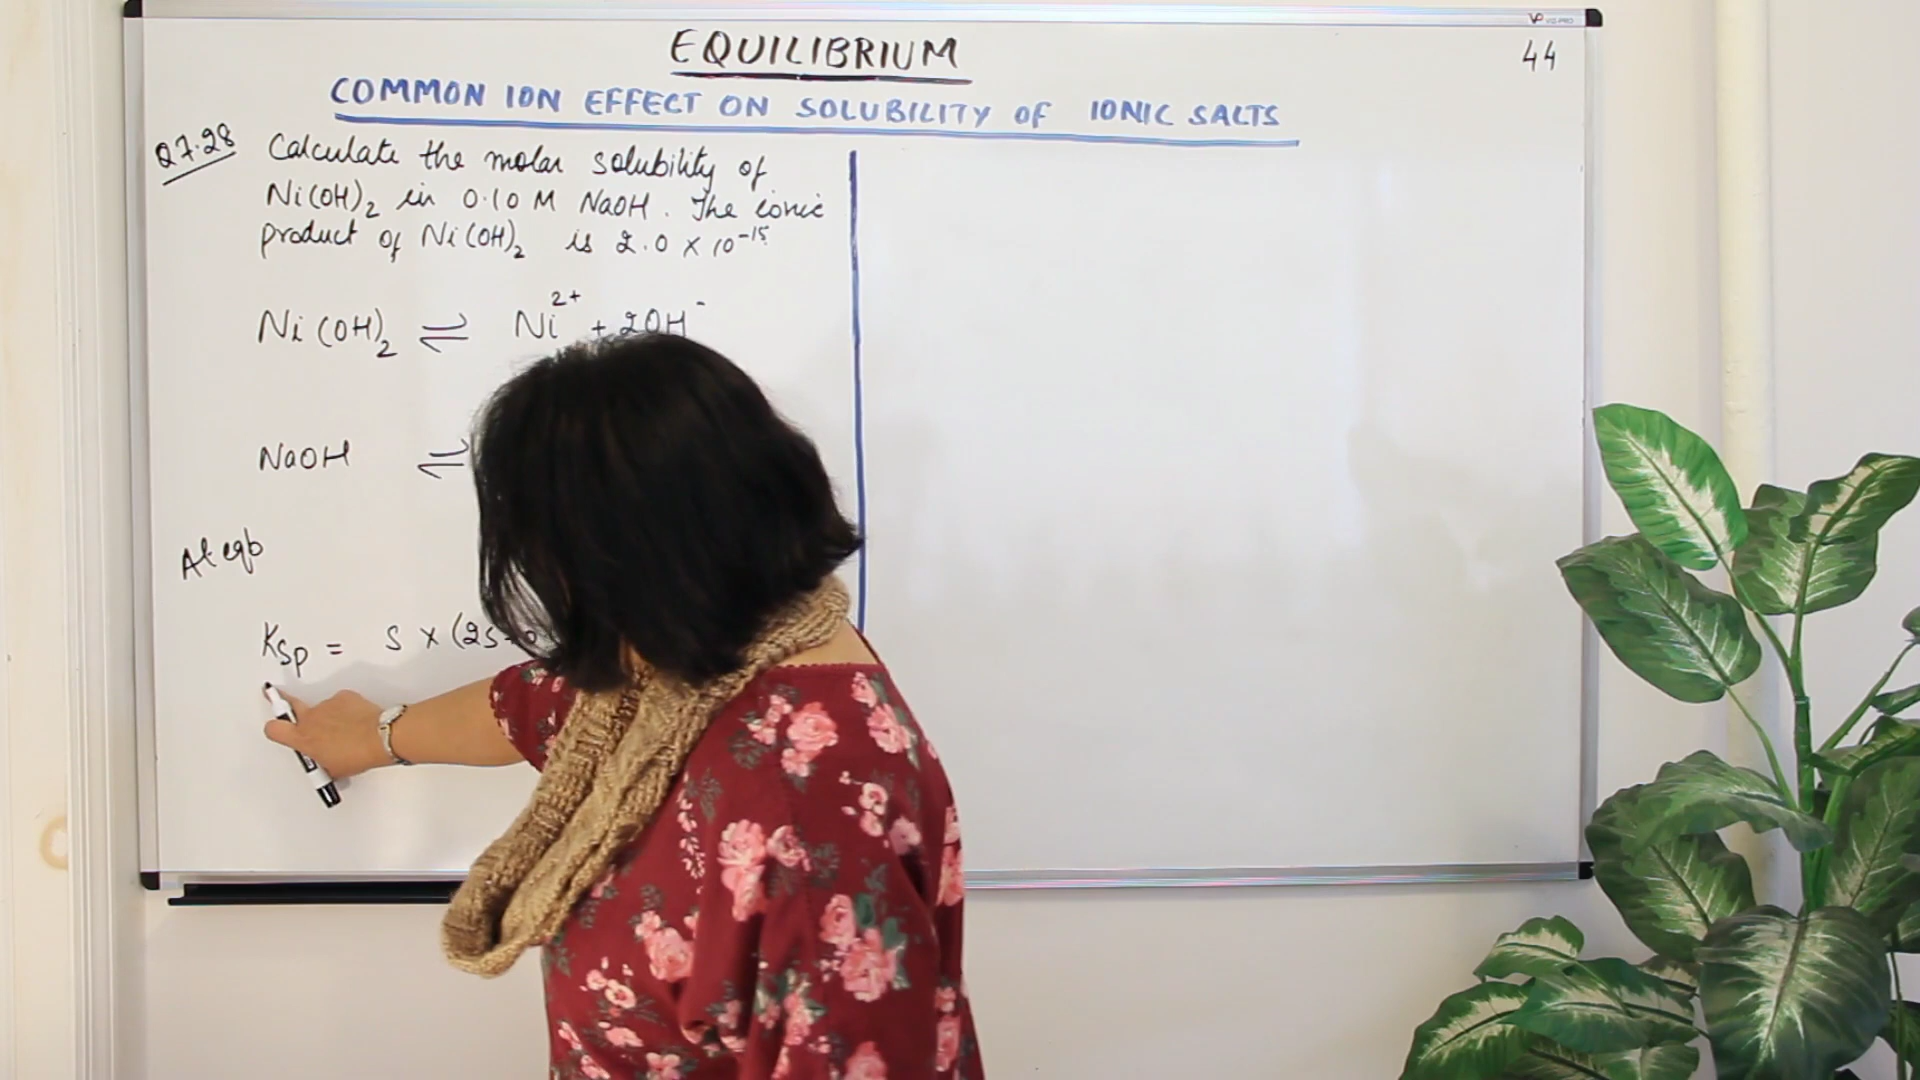 EQUILIBRIUM
44
COMMON ION EFFECT ON SOLUBILITY OF IONIC SALTS
Q7.28 Calculate the molar solubility of
Ni(OH)₂ in 0.10 M NaOH. The ionic
product of Ni(OH)₂ is 2.0 × 10⁻¹⁵.
Ni(OH)₂ ⇌ Ni²⁺ + 2OH⁻
NaOH ⇌
At eqb
Ksp = S × (2S+0